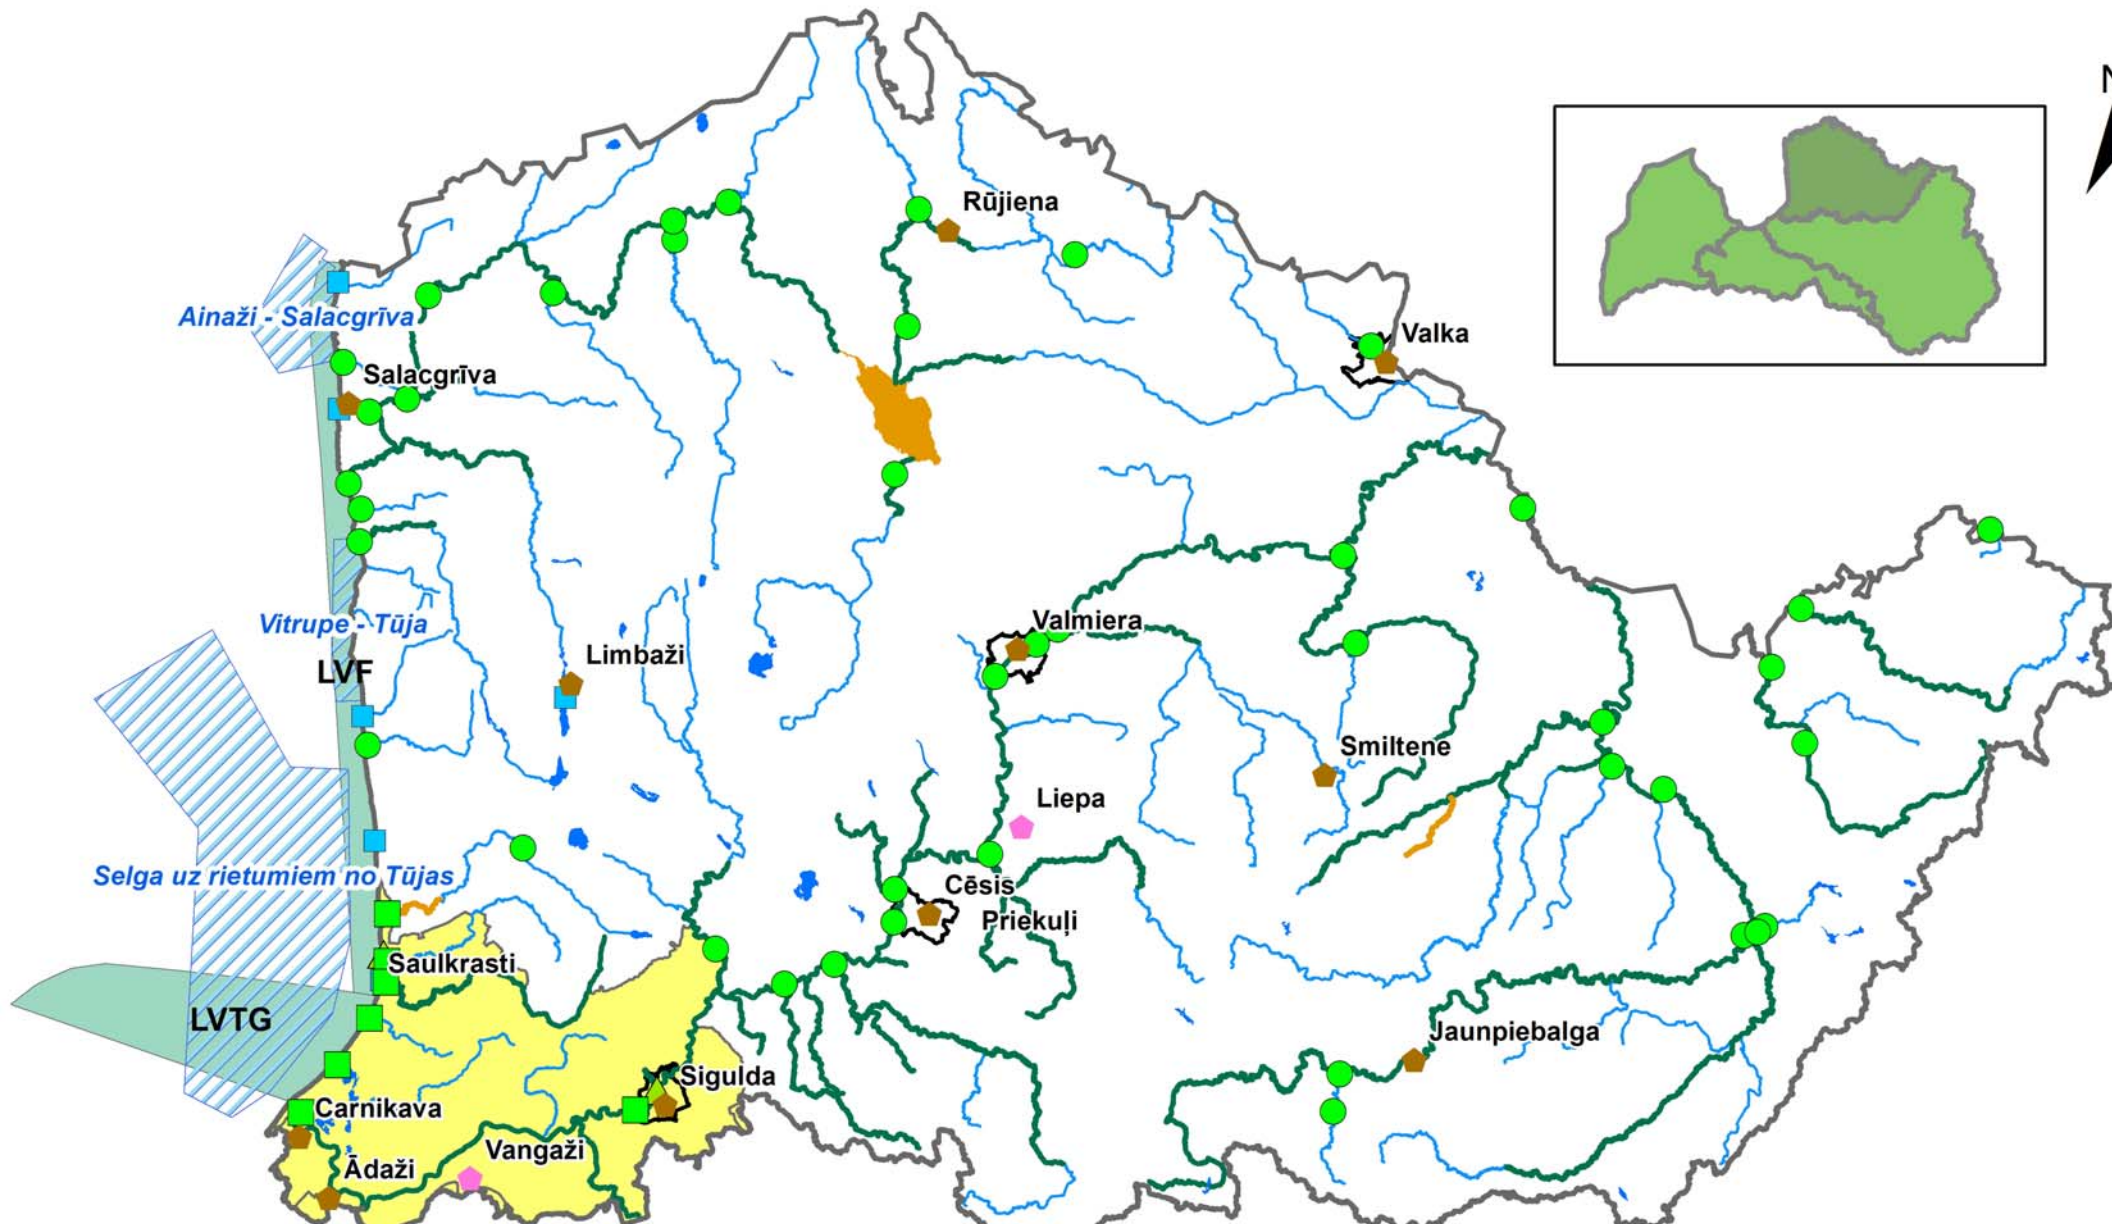 N
Rūjiena
Ainaži - Salacgrīva
Valka
Salacgrīva
Vitrupe - Tūja
Valmiera
Limbaži
LVF
Smiltene
Liepa
Selga uz rietumiem no Tūjas
Cēsis
Priekuļi
Saulkrasti
LVTG
Jaunpiebalga
Sigulda
Carnikava
Vangaži
Ādaži